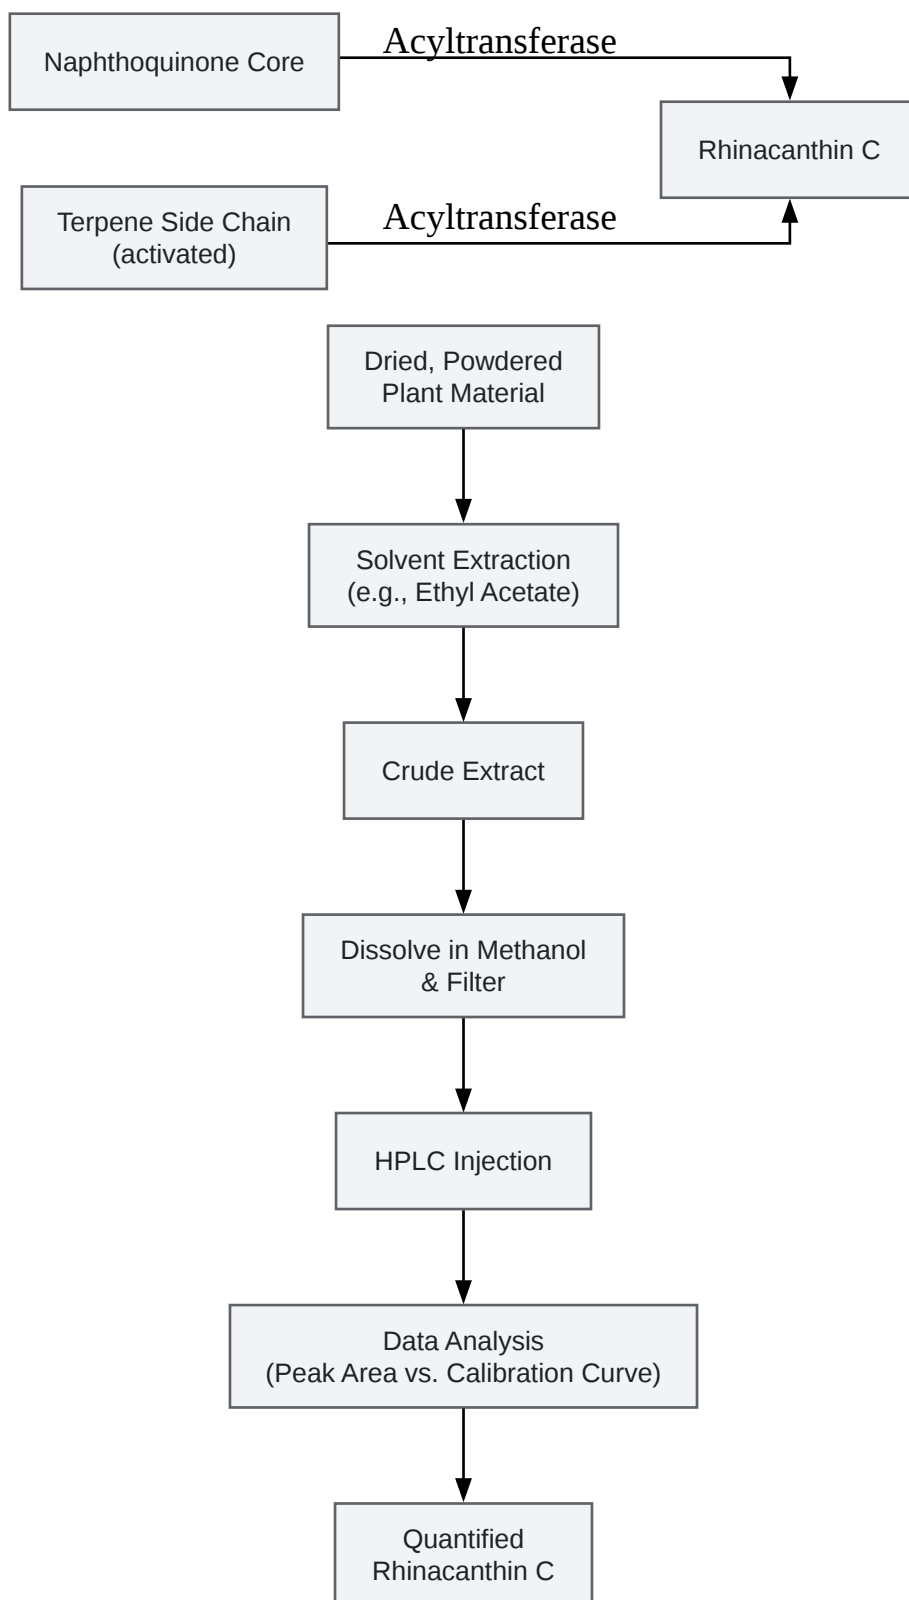 Naphthoquinone Core
Acyltransferase
Rhinacanthin C
Terpene Side Chain
(activated)
Acyltransferase
Dried, Powdered
Plant Material
Solvent Extraction
(e.g., Ethyl Acetate)
Crude Extract
Dissolve in Methanol
& Filter
HPLC Injection
Data Analysis
(Peak Area vs. Calibration Curve)
Quantified
Rhinacanthin C